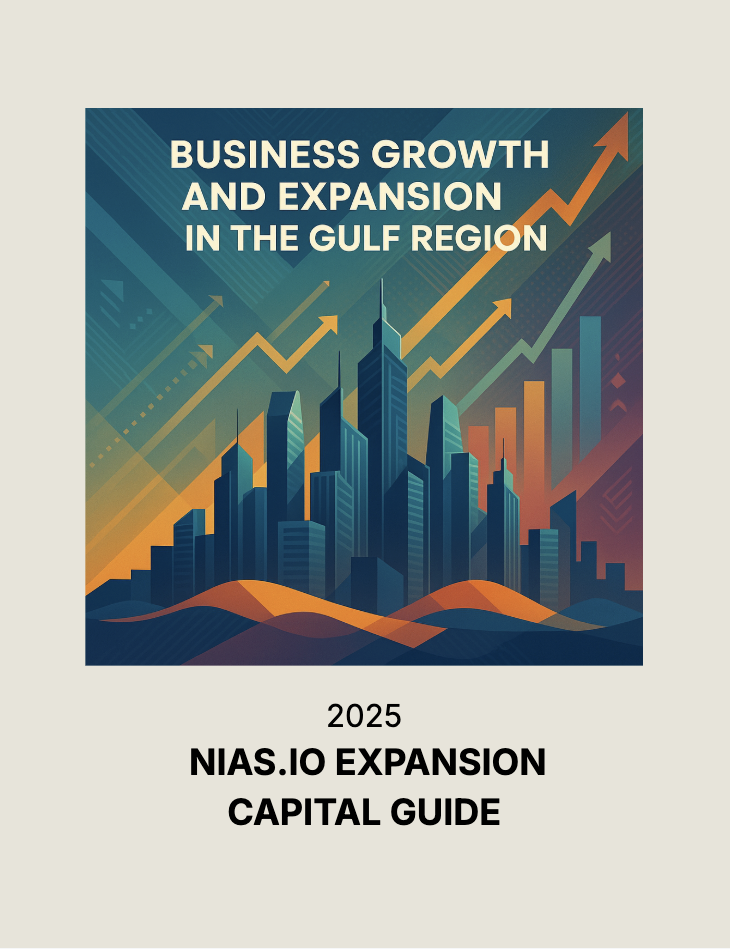 BUSINESS GROWTH
AND EXPANSION
IN THE GULF REGION
2025
NIAS.IO EXPANSION
CAPITAL GUIDE